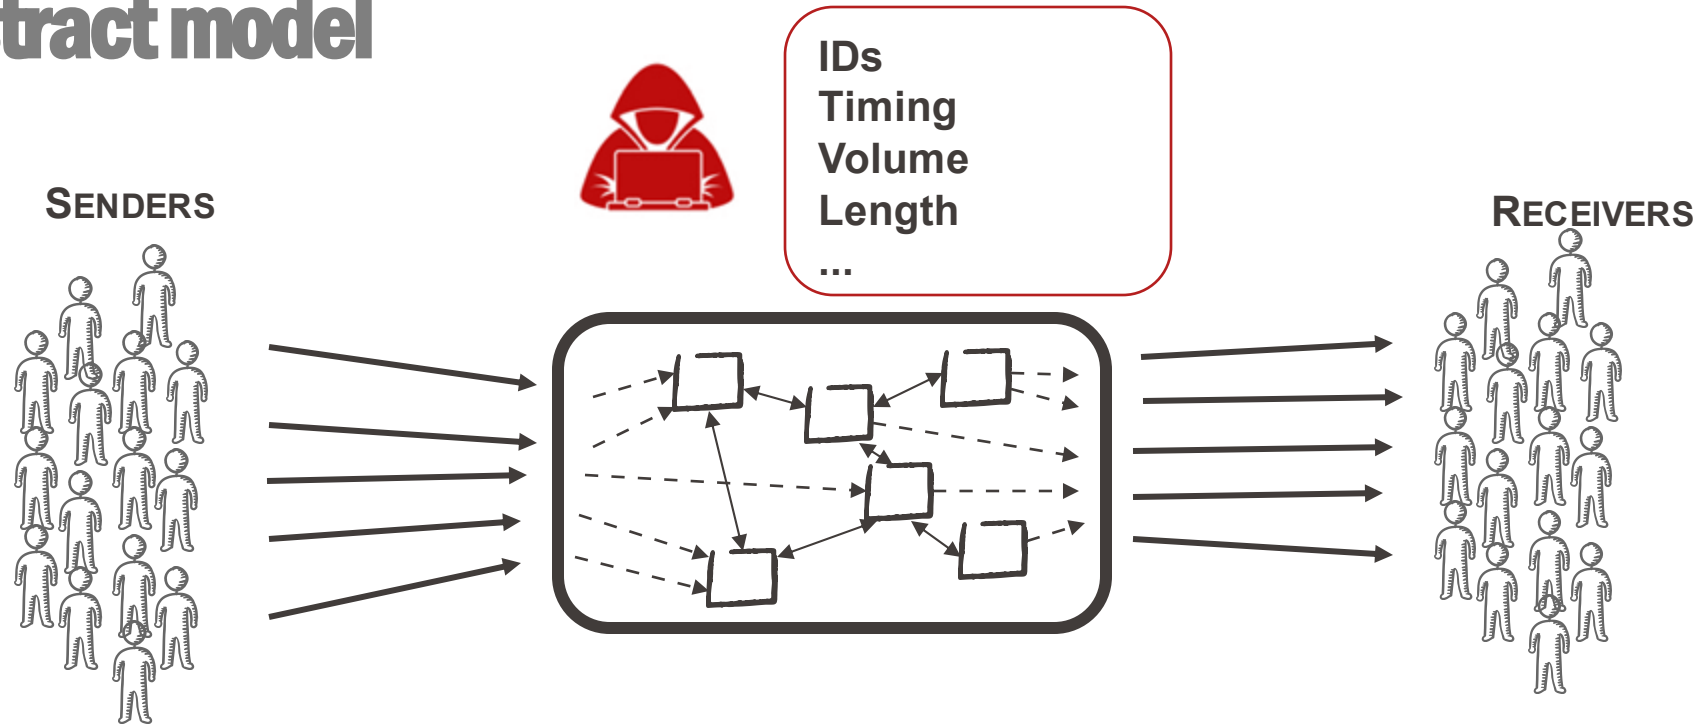 tract model
IDs
Timing
Volume
Length
...
SENDERS
RECEIVERS